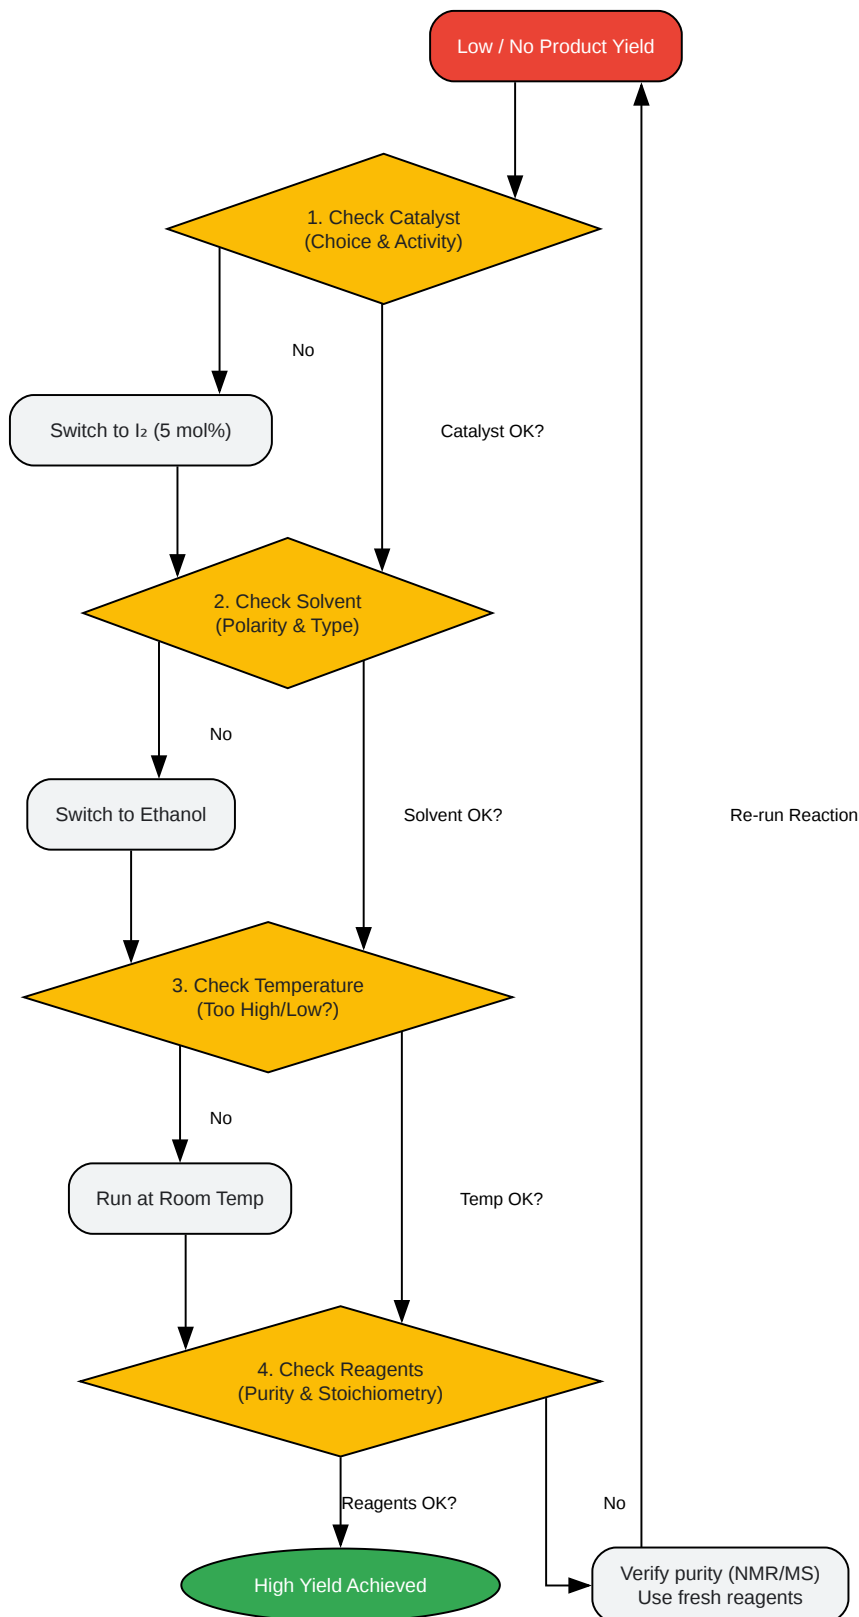 Low / No Product Yield
1. Check Catalyst
(Choice & Activity)
No
Switch to I₂ (5 mol%)
Catalyst OK?
2. Check Solvent
(Polarity & Type)
No
Switch to Ethanol
Solvent OK?
Re-run Reaction
3. Check Temperature
(Too High/Low?)
No
Run at Room Temp
Temp OK?
4. Check Reagents
(Purity & Stoichiometry)
Reagents OK?
No
High Yield Achieved
Verify purity (NMR/MS)
Use fresh reagents